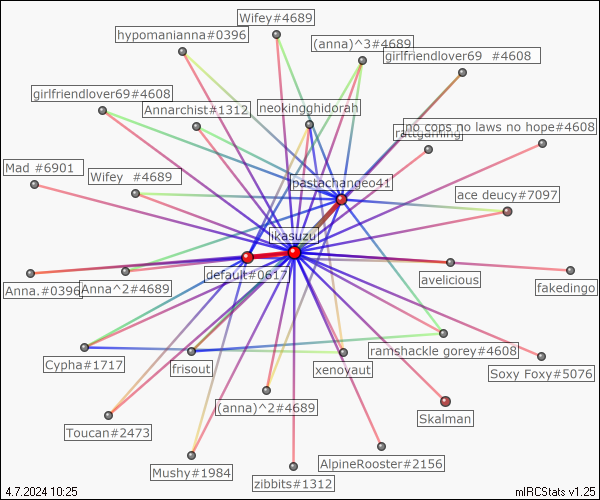 Wifey#4689
hypomanianna#0396
(anna)^3#4689
girlfriendlover69 #4608
girlfriendlover69#4608
Annarchist#1312
neokingghidorah
no cops no laws no hope#4608
rattgaming
Mad #6901
Wifey #4689
pastachangeo41
ace deucy#7097
ikasuzu
default#0617
Anna.#0396
Anna^2#4689
avelicious
fakedingo
Cypha#1717
frisout
xenoyaut
ramshackle gorey#4608
Soxy Foxy#5076
(anna)^2#4689
Skalman
Toucan#2473
Mushy#1984
zibbits#1312
AlpineRooster#2156
4.7.2024 10:25
mIRCStats v1.25